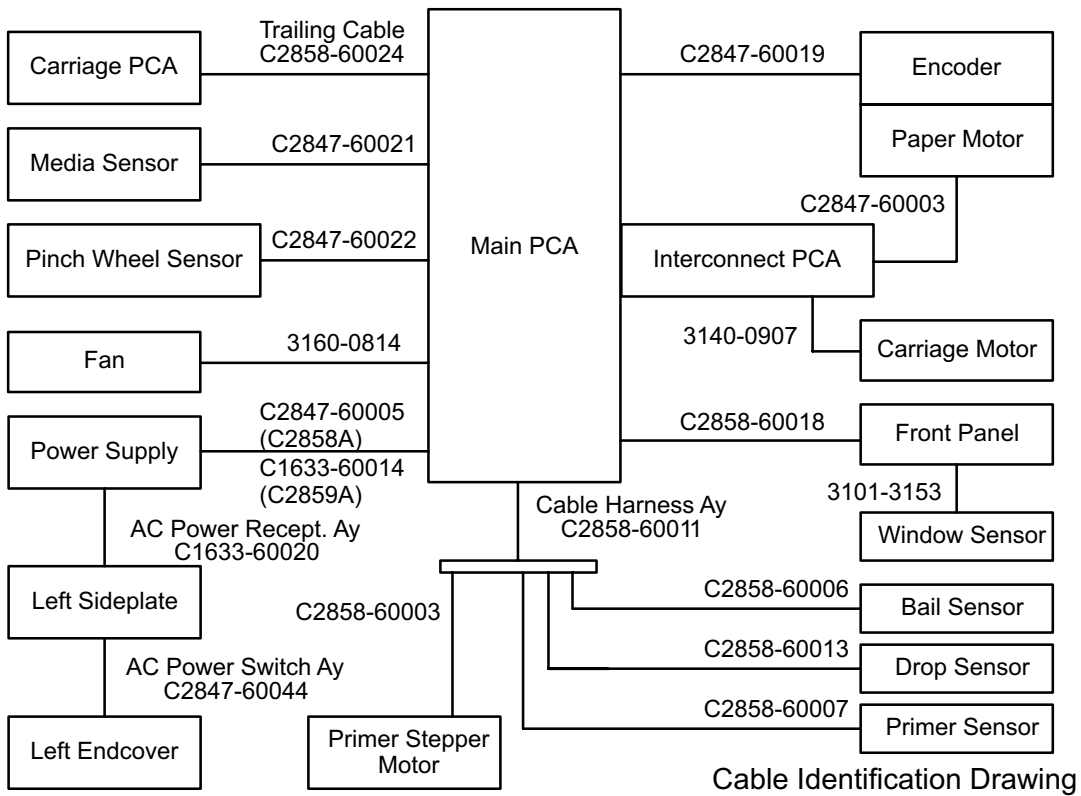 Trailing Cable
C2858-60024
Carriage PCA
C2847-60019
Encoder
Media Sensor
C2847-60021
Paper Motor
C2847-60003
Pinch Wheel Sensor
C2847-60022
Main PCA
Interconnect PCA
Fan
3160-0814
3140-0907
Carriage Motor
Power Supply
C2847-60005
(C2858A)
C1633-60014
(C2859A)
C2858-60018
Front Panel
3101-3153
Window Sensor
AC Power Recept. Ay
C1633-60020
Cable Harness Ay
C2858-60011
Left Sideplate
C2858-60003
C2858-60006
Bail Sensor
AC Power Switch Ay
C2847-60044
C2858-60013
Drop Sensor
C2858-60007
Primer Sensor
Left Endcover
Primer Stepper
Motor
Cable Identification Drawing